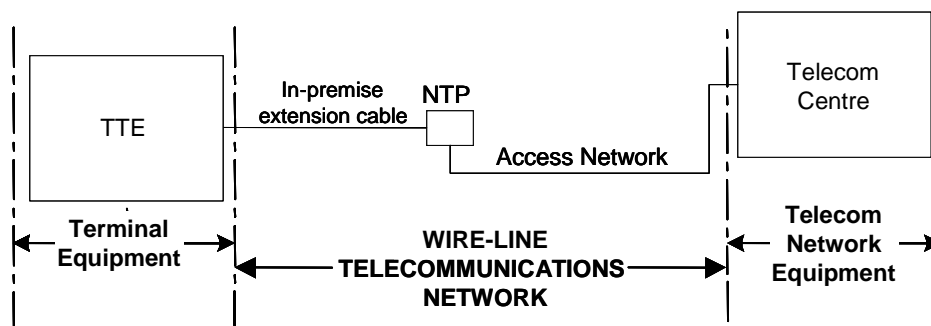 TTE
In-premise
extension cable
NTP
Access Network
Telecom
Centre
Terminal
Equipment
WIRE-LINE
TELECOMMUNICATIONS
NETWORK
Telecom
Network
Equipment